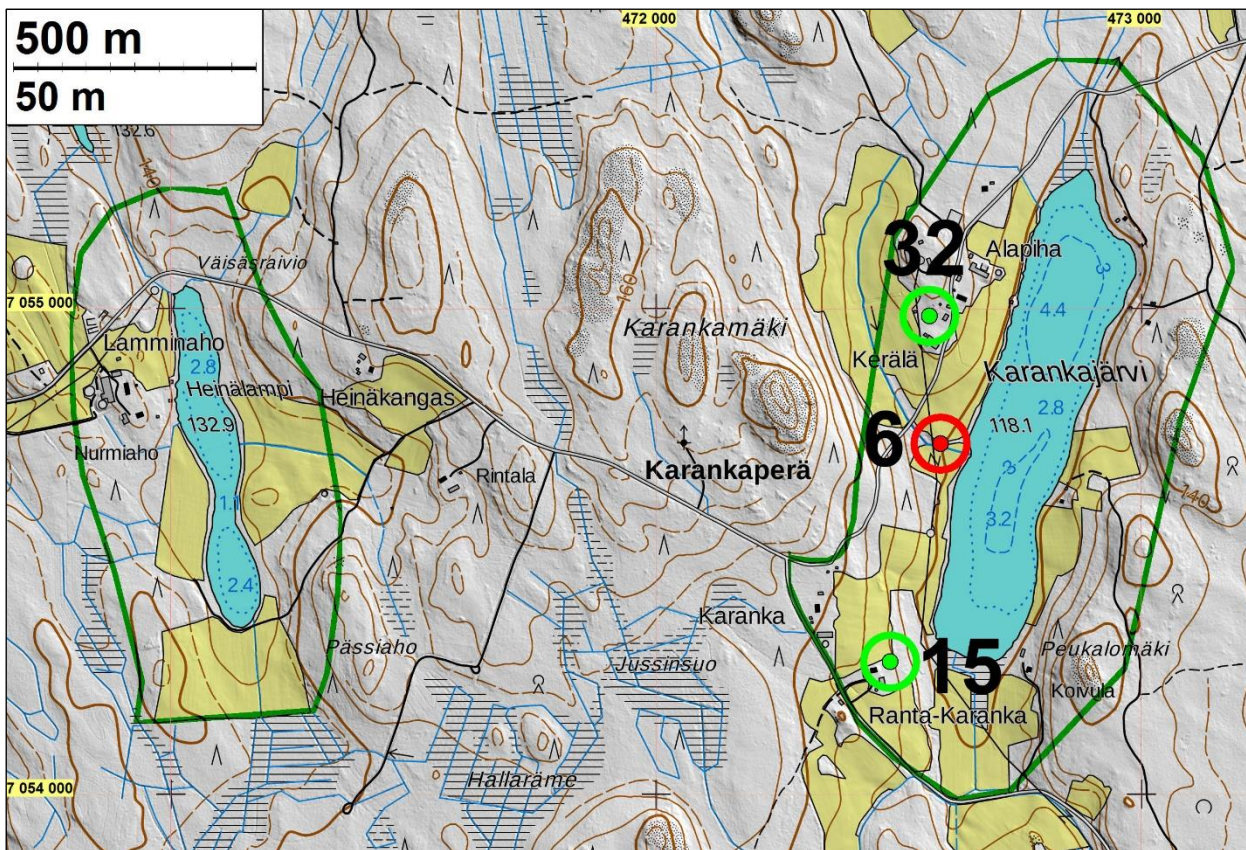 500 m
50 m
472 000
473 000
132.6
140
Väisäsraivio
32
Alapiha
3
7 055 000
160
4.4
Karankamäki
Lamminaho
Kerälä
Karankajärvi
2.8
Heinälampi
Heinäkangas
2.8
132.9
118.1
6
Nurmiaho
Rintala
Karankaperä
3
140
1.1
3.2
2.4
Karanka
Pässiaho
Jussinsuo
15
Peukalomäki
Koivula
Ranta-Karanka
7 054 000
Hallaräme